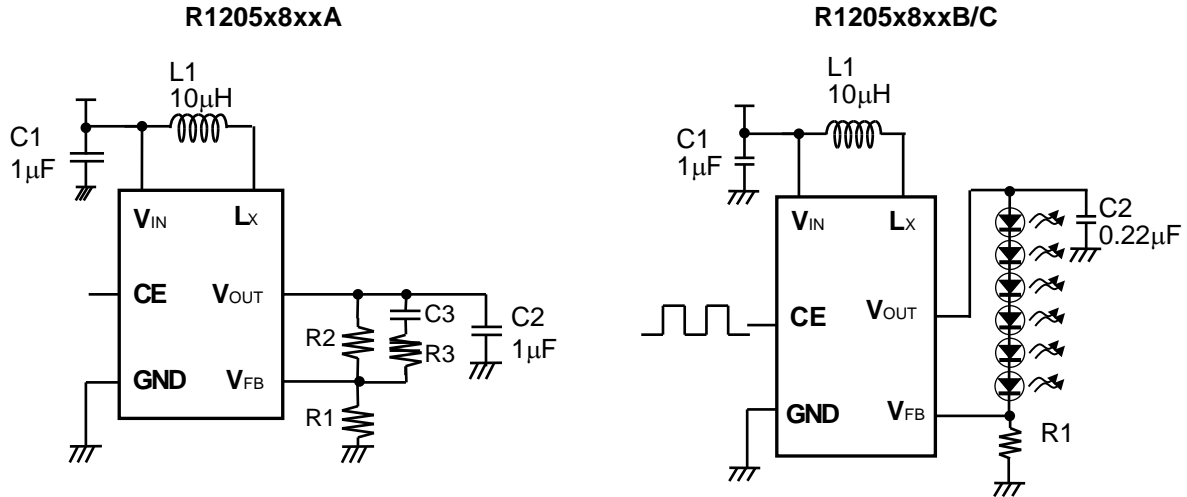 R1205x8xxA
L1
10μH
C1
1μF
VIN
LX
CE
VOUT
C3
C2
1μF
R2
R3
GND
VFB
R1
R1205x8xxB/C
L1
10μH
C1
1μF
VIN
LX
C2
0.22μF
CE
VOUT
GND
VFB
R1